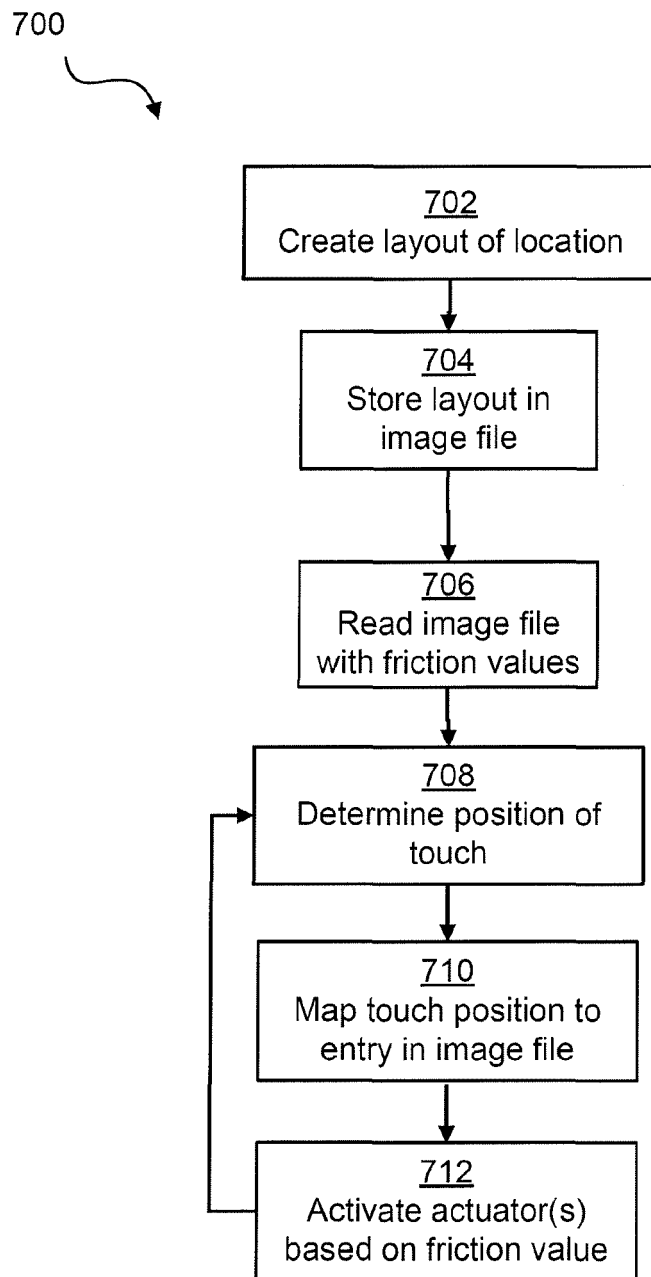 700
702
Create layout of location
704
Store layout in
image file
706
Read image file
with friction values
708
Determine position of
touch
710
Map touch position to
entry in image file
712
Activate actuator(s)
based on friction value